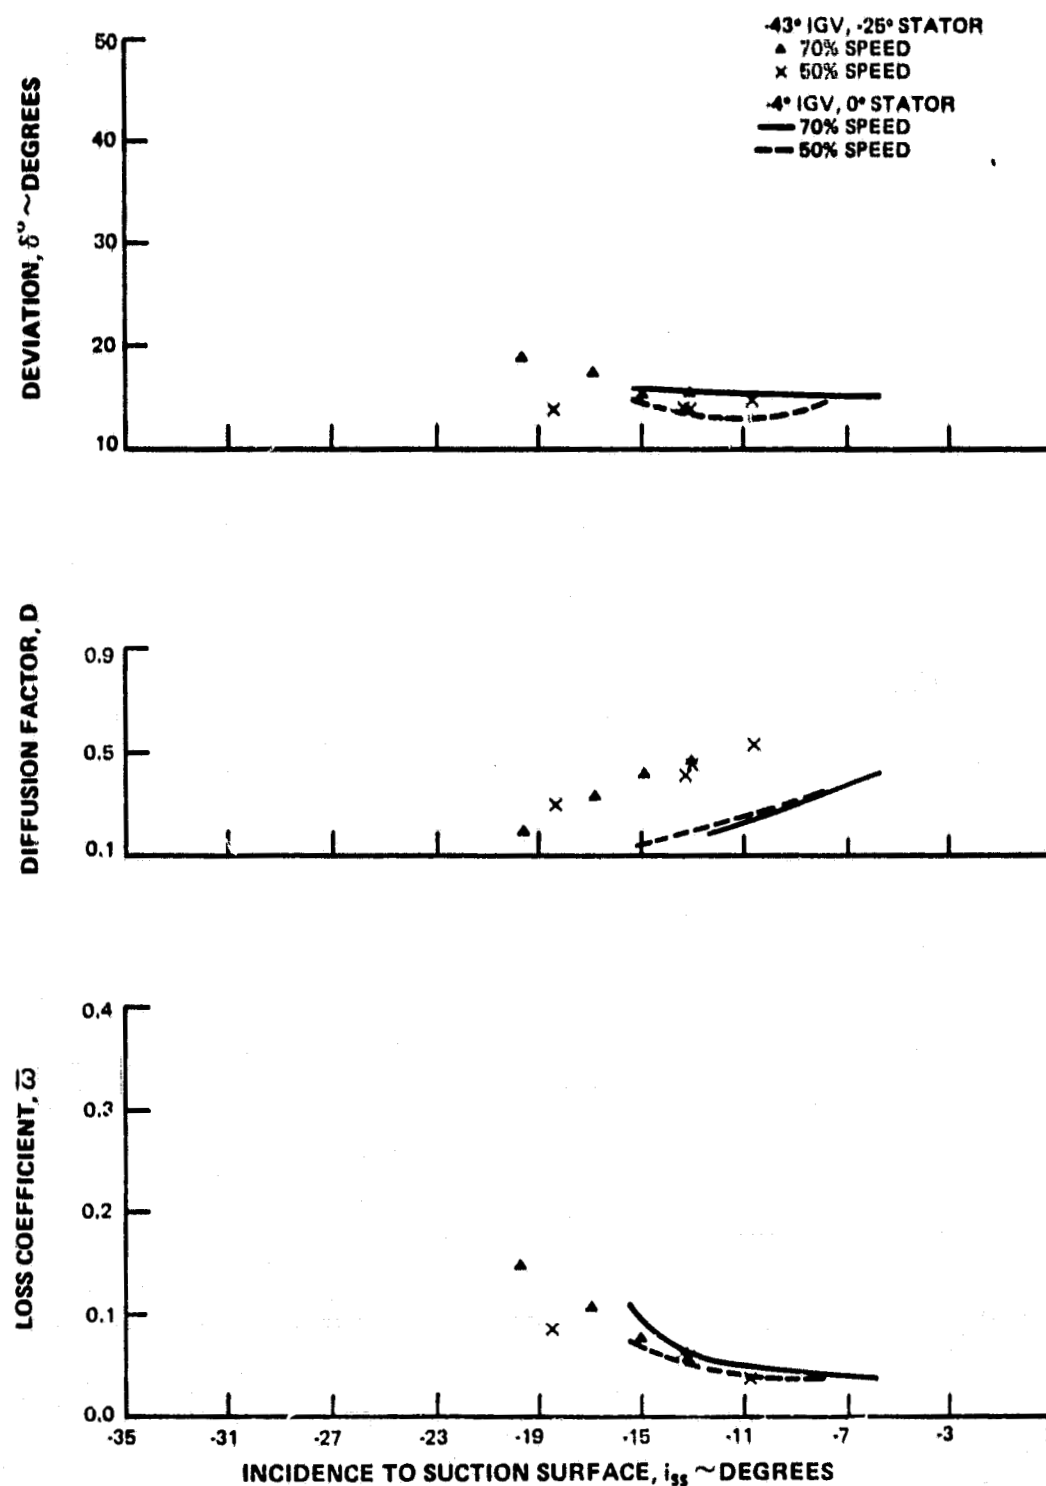 -43° IGV, -25° STATOR
▲ 70% SPEED
× 50% SPEED
-4° IGV, 0° STATOR
70% SPEED
50% SPEED
DEVIATION, δ° ~ DEGREES
50
40
30
20
10
DIFFUSION FACTOR, D
0.9
0.5
0.1
LOSS COEFFICIENT, ω̅
0.4
0.3
0.2
0.1
0.0
-35 -31 -27 -23 -19 -15 -11 -7 -3
INCIDENCE TO SUCTION SURFACE, iss ~ DEGREES